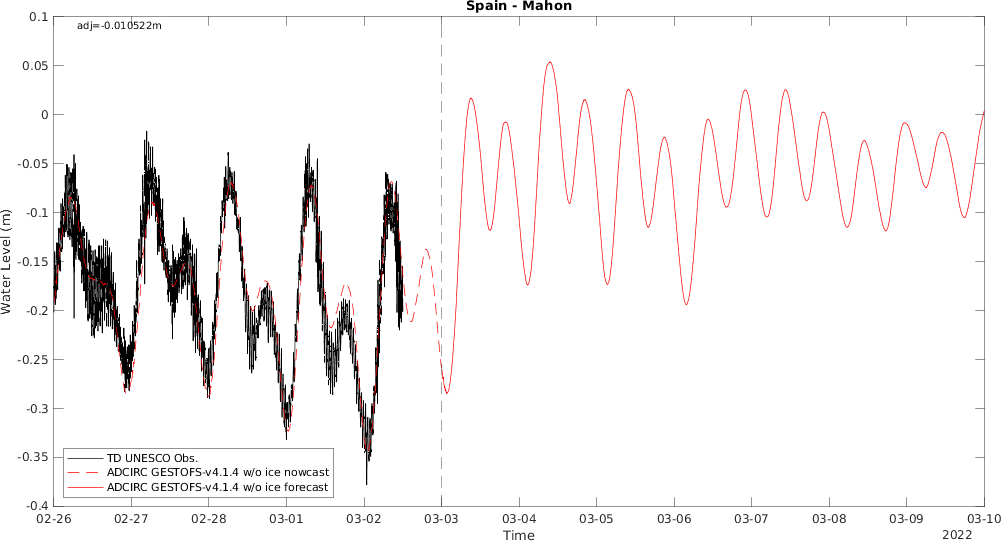 Spain - Mahon
adj=-0.010522m
0.1
0.05
0
-0.05
-0.1
-0.15
-0.2
-0.25
-0.3
-0.35
-0.4
Water Level (m)
TD UNESCO Obs.
ADCIRC GESTOFS-v4.1.4 w/o ice nowcast
ADCIRC GESTOFS-v4.1.4 w/o ice forecast
02-26 02-27 02-28 03-01 03-02 03-03 03-04 03-05 03-06 03-07 03-08 03-09 03-10
Time
2022